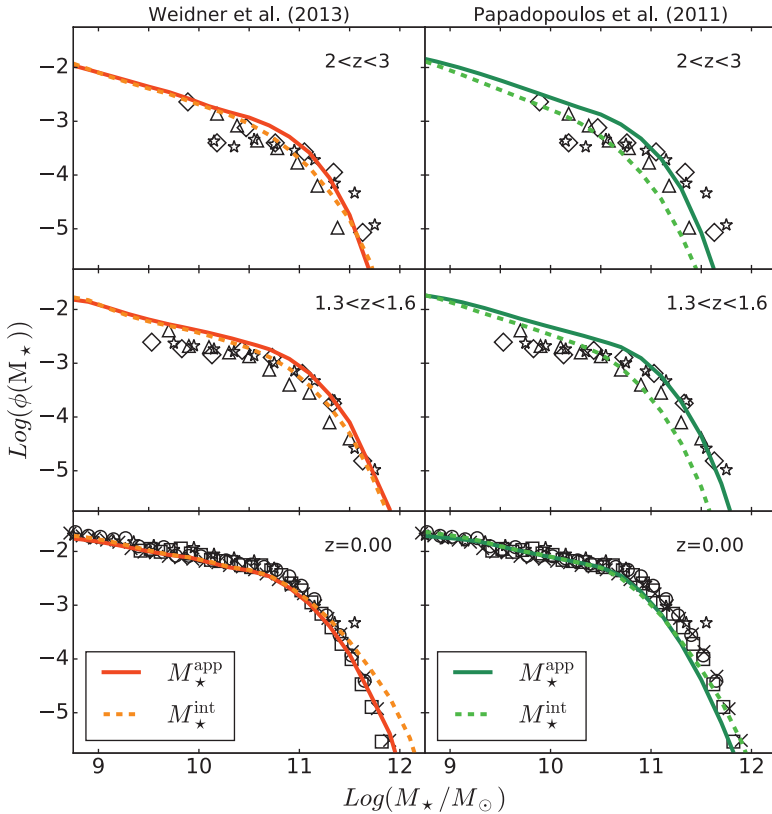 Weidner et al. (2013) Papadopoulos et al. (2011)
2<z<3 2<z<3
−2
−3
−4
−5
1.3<z<1.6 1.3<z<1.6
−2
−3
−4
−5
Log(ϕ(M⋆))
z=0.00 z=0.00
−2
−3
−4
−5
M⋆^app M⋆^app
M⋆^int M⋆^int
9 10 11 12 9 10 11 12
Log(M⋆/M⊙)